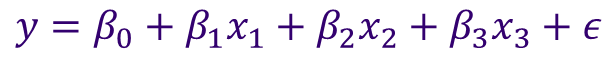 y = β₀ + β₁x₁ + β₂x₂ + β₃x₃ + ϵ